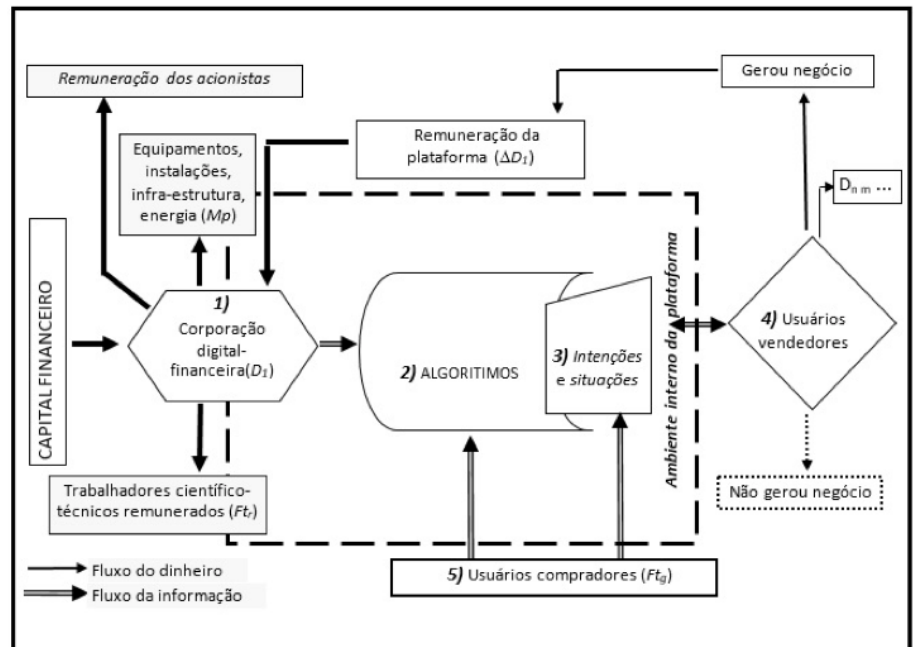 Remuneração dos acionistas
Gerou negócio
Equipamentos,
instalações,
infra-estrutura,
energia (Mp)
Remuneração da
plataforma (ΔD₁)
Dₙ ₘ ...
CAPITAL FINANCEIRO
1)
Corporação
digital-
financeira(D₁)
2) ALGORITIMOS
3) Intenções
e situações
Ambiente interno da plataforma
4) Usuários
vendedores
Trabalhadores científico-
técnicos remunerados (Ftᵣ)
Não gerou negócio
5) Usuários compradores (Ft₉)
Fluxo do dinheiro
Fluxo da informação